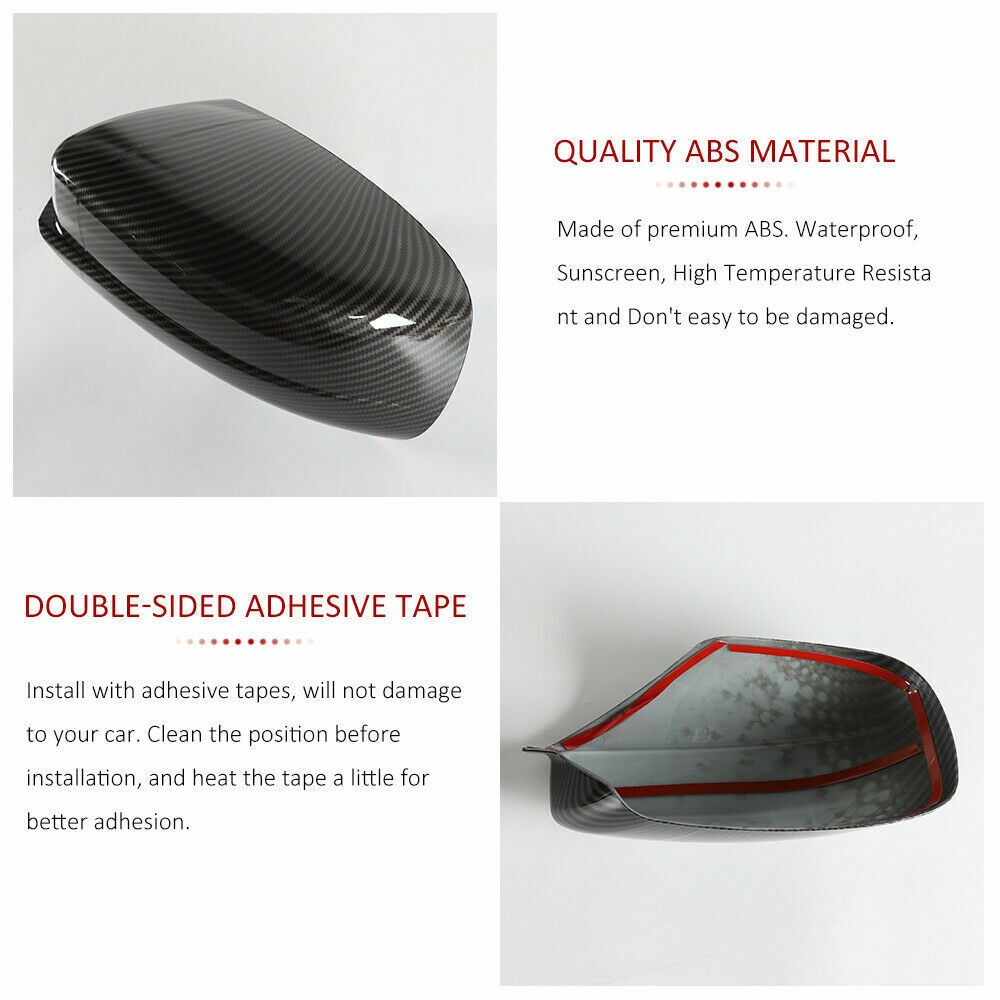 QUALITY ABS MATERIAL
Made of premium ABS. Waterproof,
Sunscreen, High Temperature Resista
nt and Don't easy to be damaged.
DOUBLE-SIDED ADHESIVE TAPE
Install with adhesive tapes, will not damage
to your car. Clean the position before
installation, and heat the tape a little for
better adhesion.